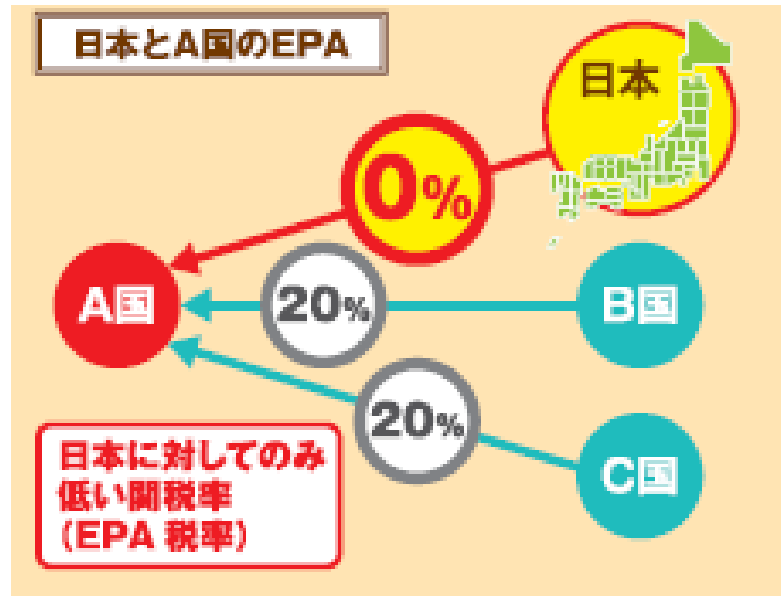 日本とA国のEPA
日本
0%
A国
20%
B国
20%
C国
日本に対してのみ
低い関税率
(EPA 税率)